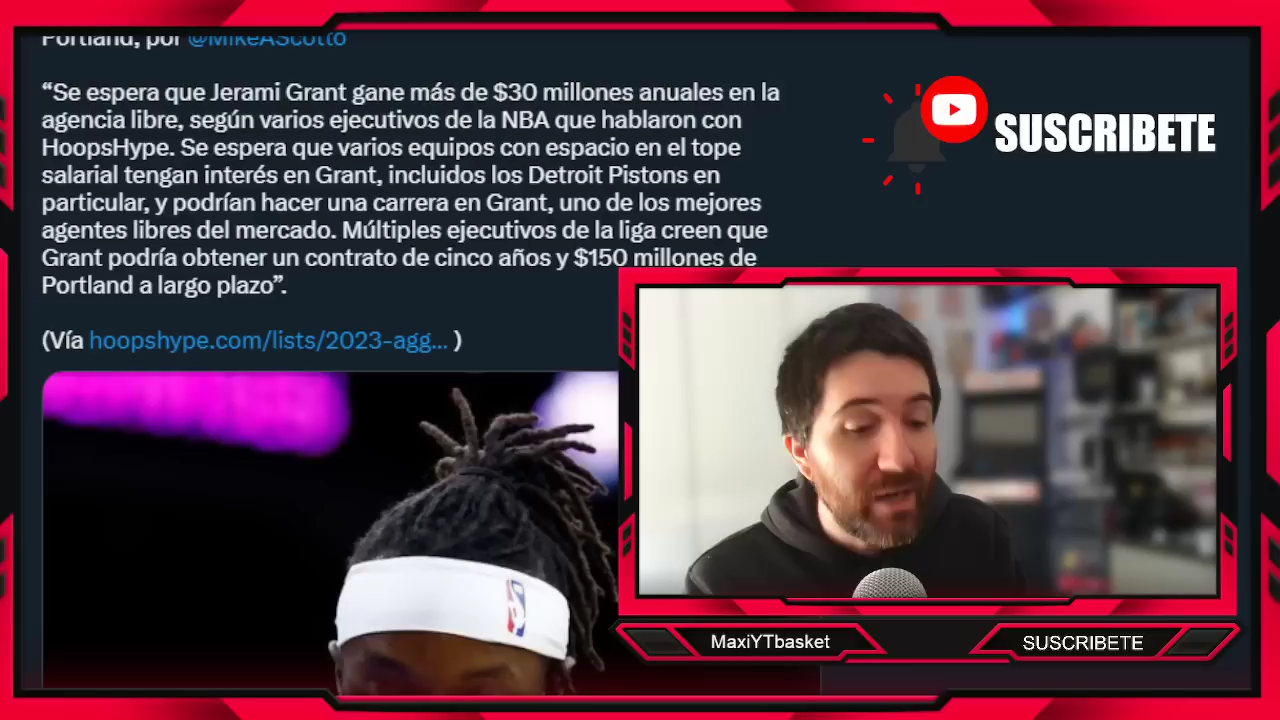 Portland, por @MikeAScotto
“Se espera que Jerami Grant gane más de $30 millones anuales en la
agencia libre, según varios ejecutivos de la NBA que hablaron con
HoopsHype. Se espera que varios equipos con espacio en el tope
salarial tengan interés en Grant, incluidos los Detroit Pistons en
particular, y podrían hacer una carrera en Grant, uno de los mejores
agentes libres del mercado. Múltiples ejecutivos de la liga creen que
Grant podría obtener un contrato de cinco años y $150 millones de
Portland a largo plazo”.
(Vía hoopshype.com/lists/2023-agg... )
SUSCRIBETE
MaxiYTbasket
SUSCRIBETE